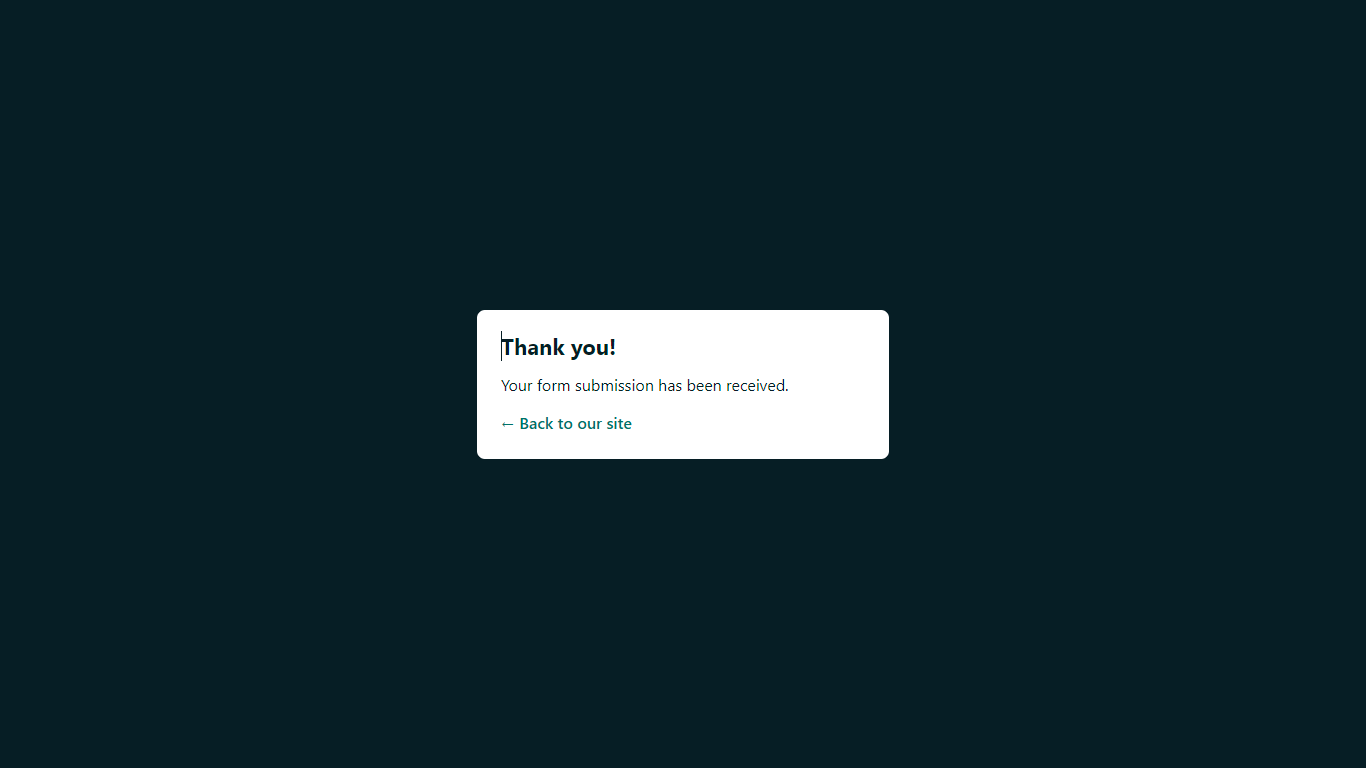 Thank you!
Your form submission has been received.
← Back to our site